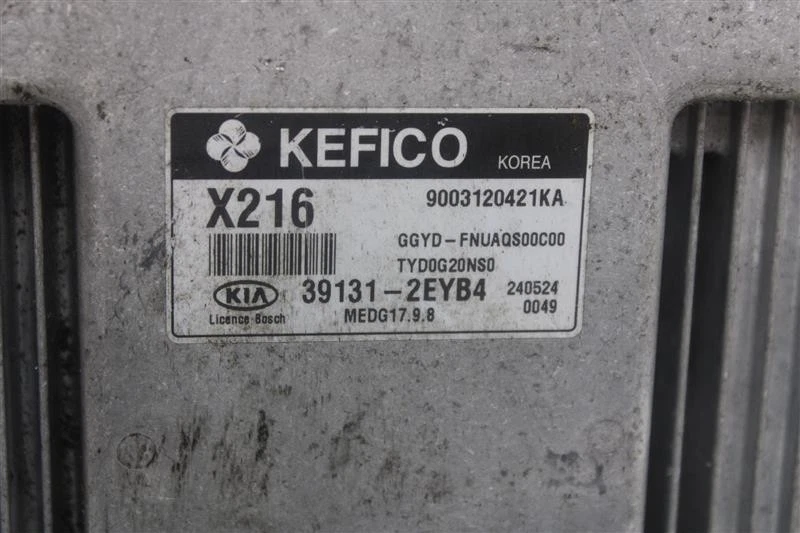 KEFICO KOREA
X216 9003120421KA
GGYD-FNUAQS00C00
TYD0G20NS0
KIA 39131-2EYB4 240524
Licence Bosch MEDG17.9.8 0049